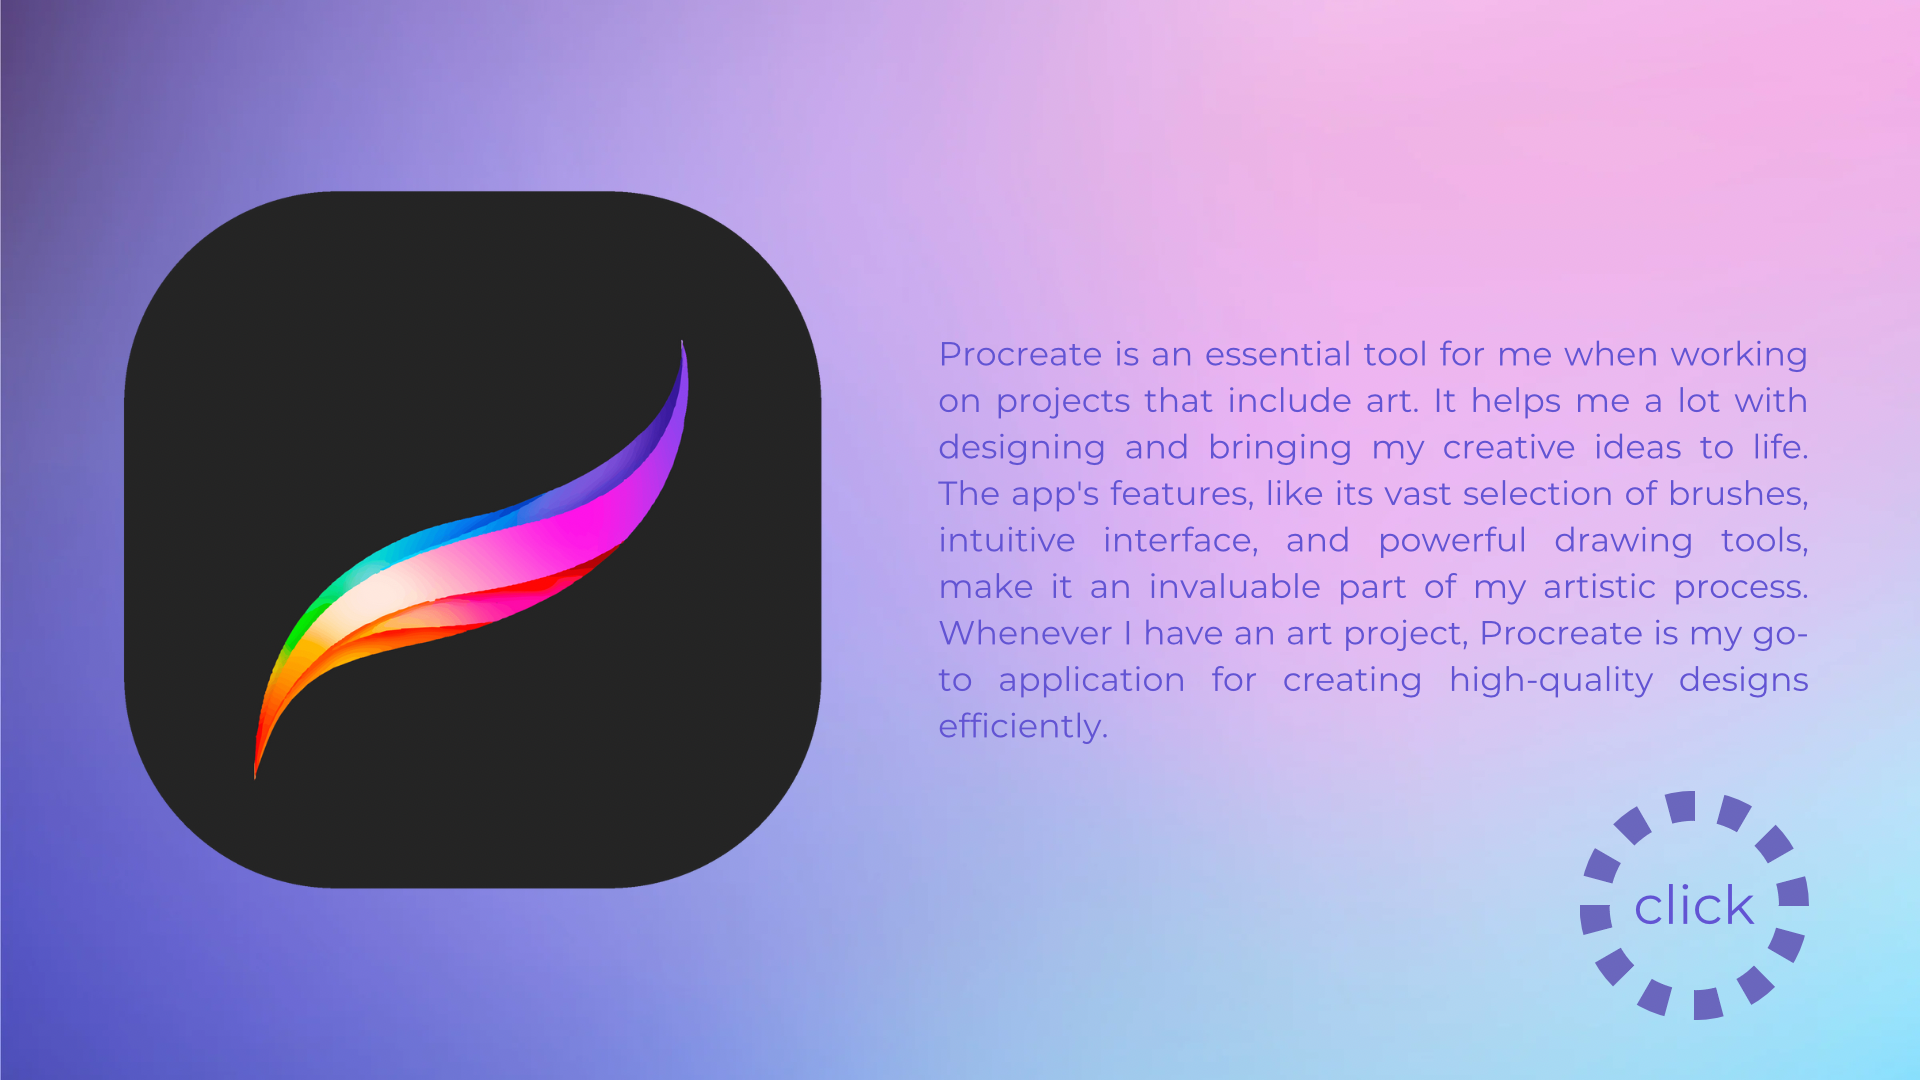 Procreate is an essential tool for me when working
on projects that include art. It helps me a lot with
designing and bringing my creative ideas to life.
The app's features, like its vast selection of brushes,
intuitive interface, and powerful drawing tools,
make it an invaluable part of my artistic process.
Whenever I have an art project, Procreate is my go-
to application for creating high-quality designs
efficiently.
click